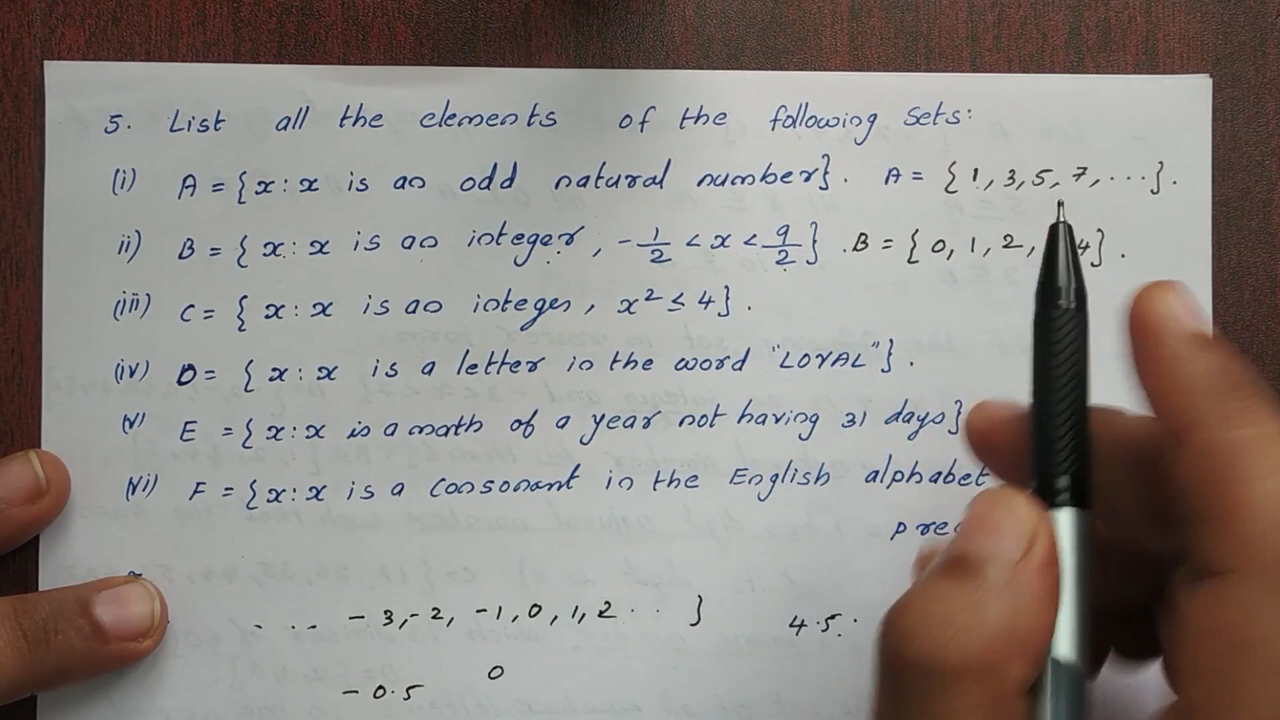 5. List all the elements of the following sets:
(i) A = {x : x is an odd natural number}. A = {1, 3, 5, 7, ...}.
ii) B = {x : x is an integer, -1/2 < x < 9/2} . B = {0, 1, 2, 4}.
(iii) C = {x : x is an integer, x² ≤ 4}.
(iv) D = {x : x is a letter in the word "LOYAL"}.
(v) E = {x : x is a month of a year not having 31 days}
(vi) F = {x : x is a consonant in the English alphabet
... -3, -2, -1, 0, 1, 2 .. } 4.5.
-0.5 0